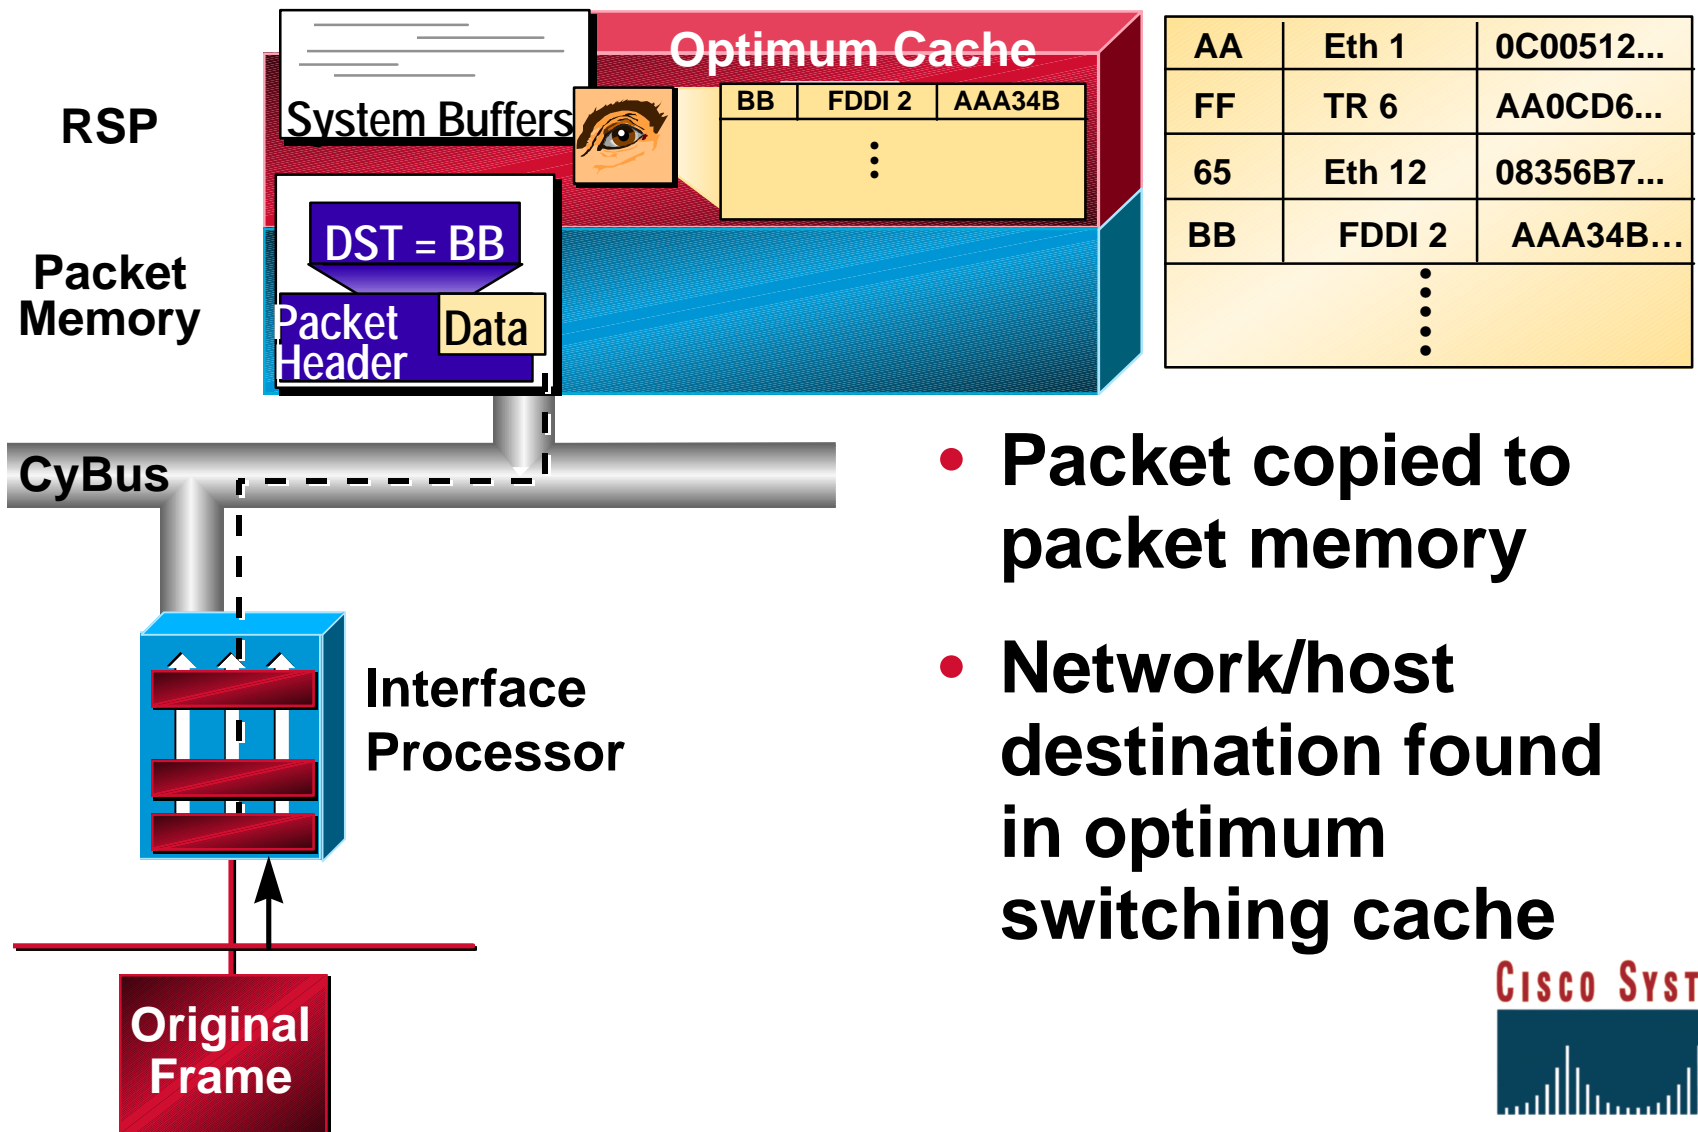 Optimum Cache
System Buffers
RSP
BB FDDI 2 AAA34B
AA Eth 1 0C00512...
FF TR 6 AA0CD6...
65 Eth 12 08356B7...
BB FDDI 2 AAA34B...
Packet
Memory
DST = BB
Packet
Header
Data
CyBus
Interface
Processor
Original
Frame
• Packet copied to
packet memory
• Network/host
destination found
in optimum
switching cache
CISCO SYST